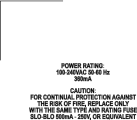 POWER RATING:
100-240VAC 50-60 Hz
360mA
CAUTION:
FOR CONTINUAL PROTECTION AGAINST
THE RISK OF FIRE, REPLACE ONLY
WITH THE SAME TYPE AND RATING FUSE
SLO-BLO 500mA - 250V, OR EQUIVALENT